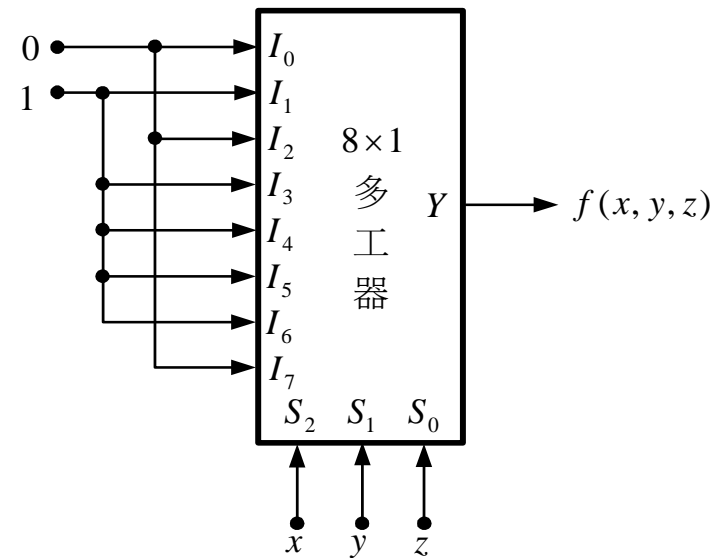 0
1
I₀
I₁
I₂
I₃
I₄
I₅
I₆
I₇
8×1
多
工
器
Y
f(x, y, z)
S₂ S₁ S₀
x y z